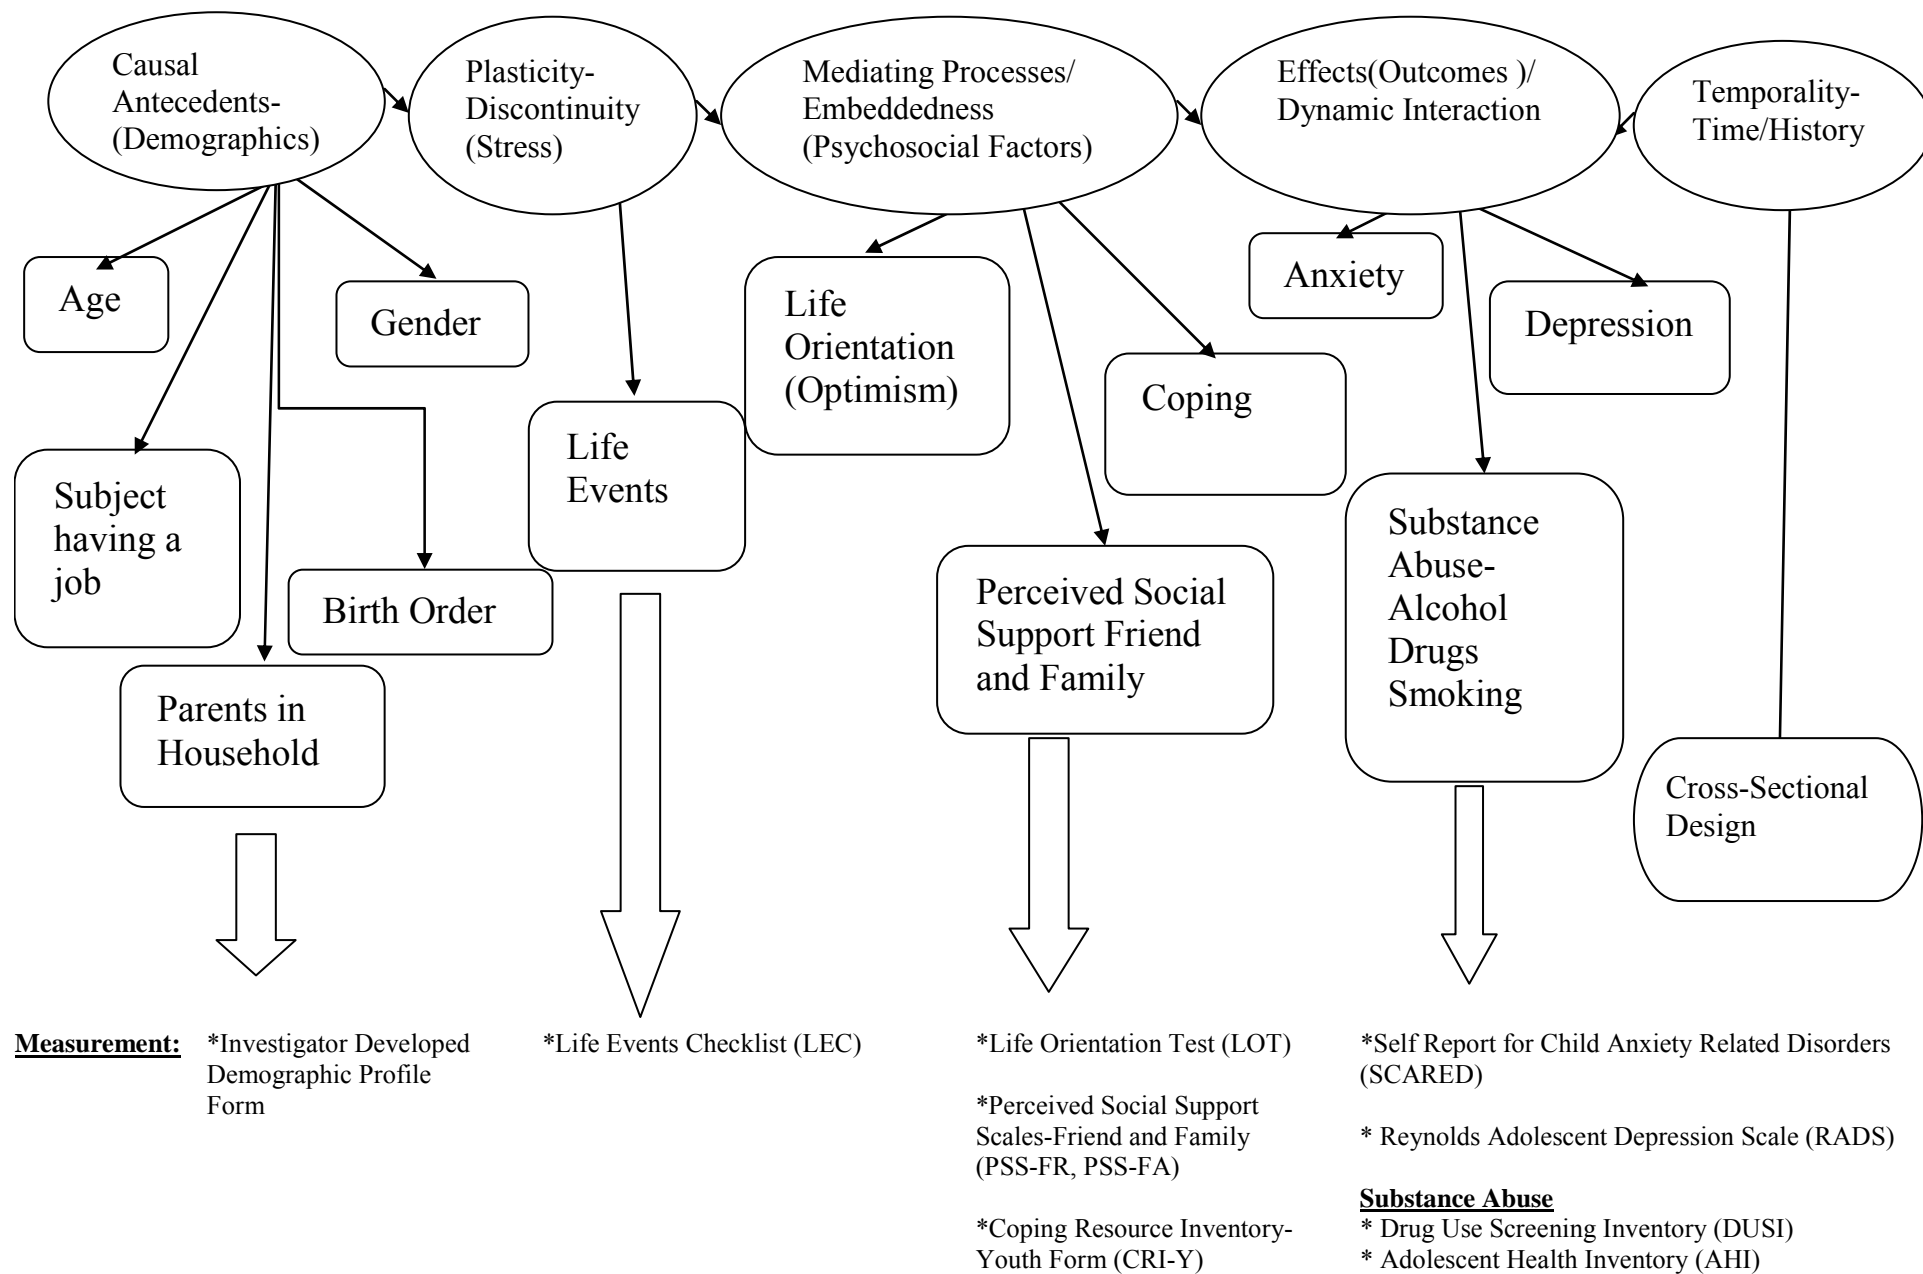 Causal
Antecedents-
(Demographics)
Plasticity-
Discontinuity
(Stress)
Mediating Processes/
Embeddedness
(Psychosocial Factors)
Effects(Outcomes )/
Dynamic Interaction
Temporality-
Time/History
Age
Gender
Subject
having a
job
Birth Order
Parents in
Household
Life
Events
Life
Orientation
(Optimism)
Coping
Perceived Social
Support Friend
and Family
Anxiety
Depression
Substance
Abuse-
Alcohol
Drugs
Smoking
Cross-Sectional
Design
Measurement:
*Investigator Developed
Demographic Profile
Form
*Life Events Checklist (LEC)
*Life Orientation Test (LOT)
*Perceived Social Support
Scales-Friend and Family
(PSS-FR, PSS-FA)
*Coping Resource Inventory-
Youth Form (CRI-Y)
*Self Report for Child Anxiety Related Disorders
(SCARED)
* Reynolds Adolescent Depression Scale (RADS)
Substance Abuse
* Drug Use Screening Inventory (DUSI)
* Adolescent Health Inventory (AHI)